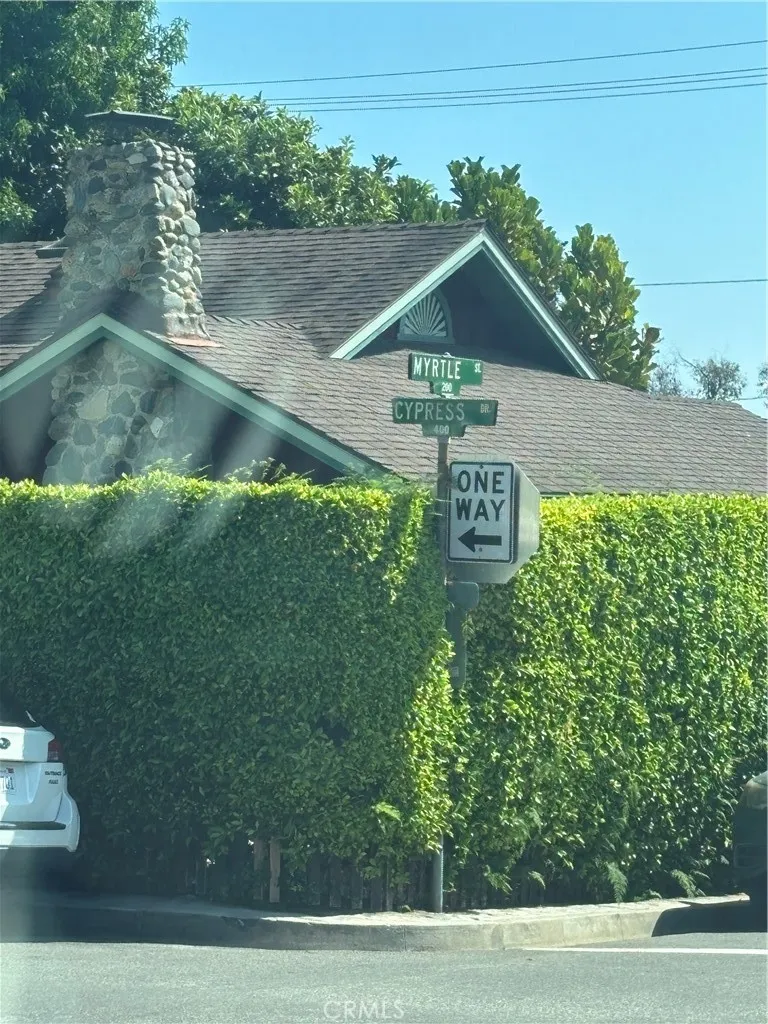 MYRTLE ST.
200
CYPRESS DR.
400
ONE
WAY
CRMLS